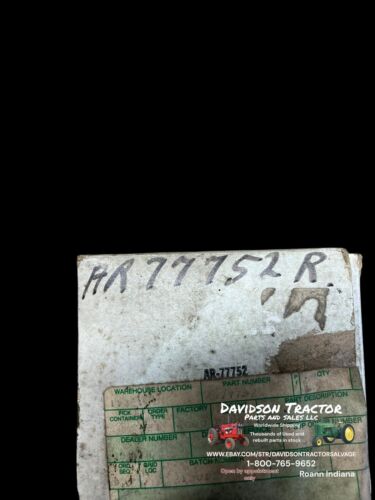 AR77752R.
AR-77752
WAREHOUSE LOCATION
PART NUMBER
QTY
PICK CONTAINER
ORDER TYPE
FACTORY
DESCRIPTION
DEALER NUMBER
BATCH
Davidson Tractor
Parts and Sales LLC
Worldwide Shipping
Thousands of Used and
rebuilt parts in stock
WWW.EBAY.COM/STR/DAVIDSONTRACTORSALVAGE
1-800-765-9652
Open by appointment
only
Roann Indiana